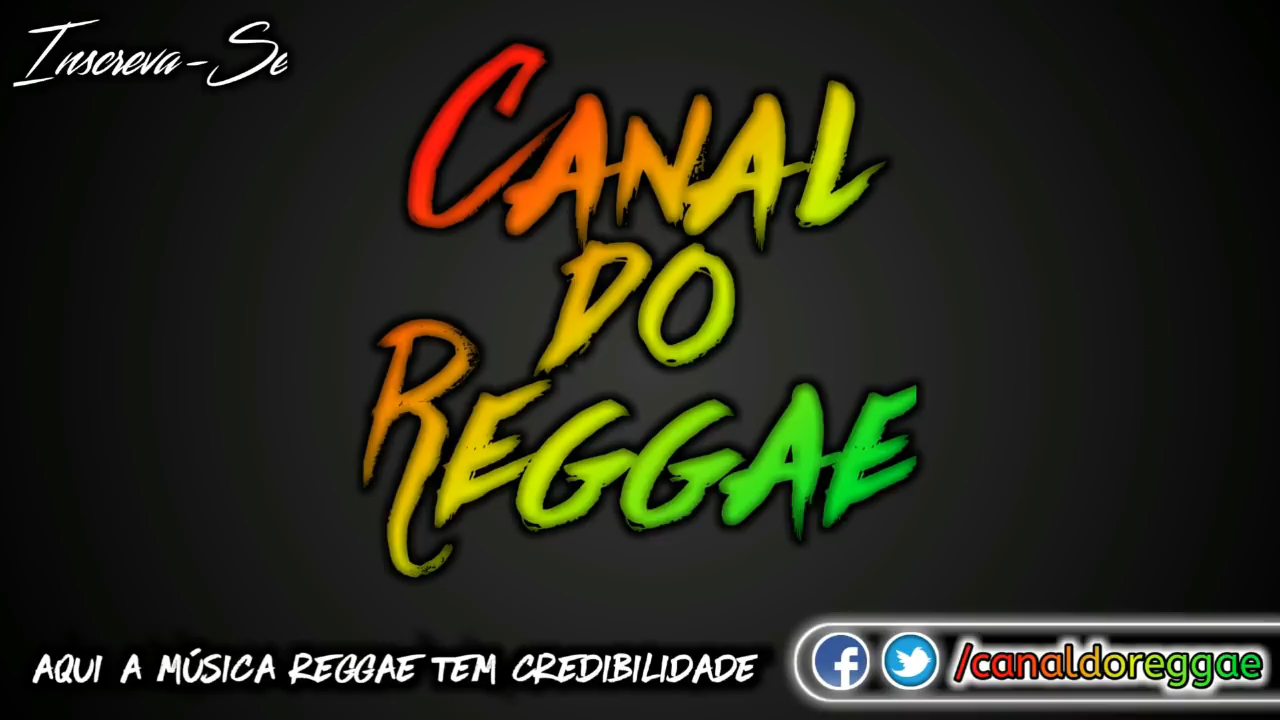 Inscreva-Se
CANAL
DO
REGGAE
AQUI A MÚSICA REGGAE TEM CREDIBILIDADE
/canaldoreggae